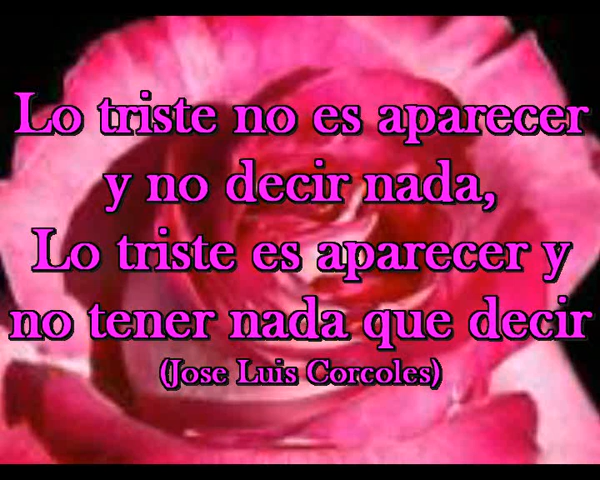 Lo triste no es aparecer
y no decir nada,
Lo triste es aparecer y
no tener nada que decir
(Jose Luis Corcoles)